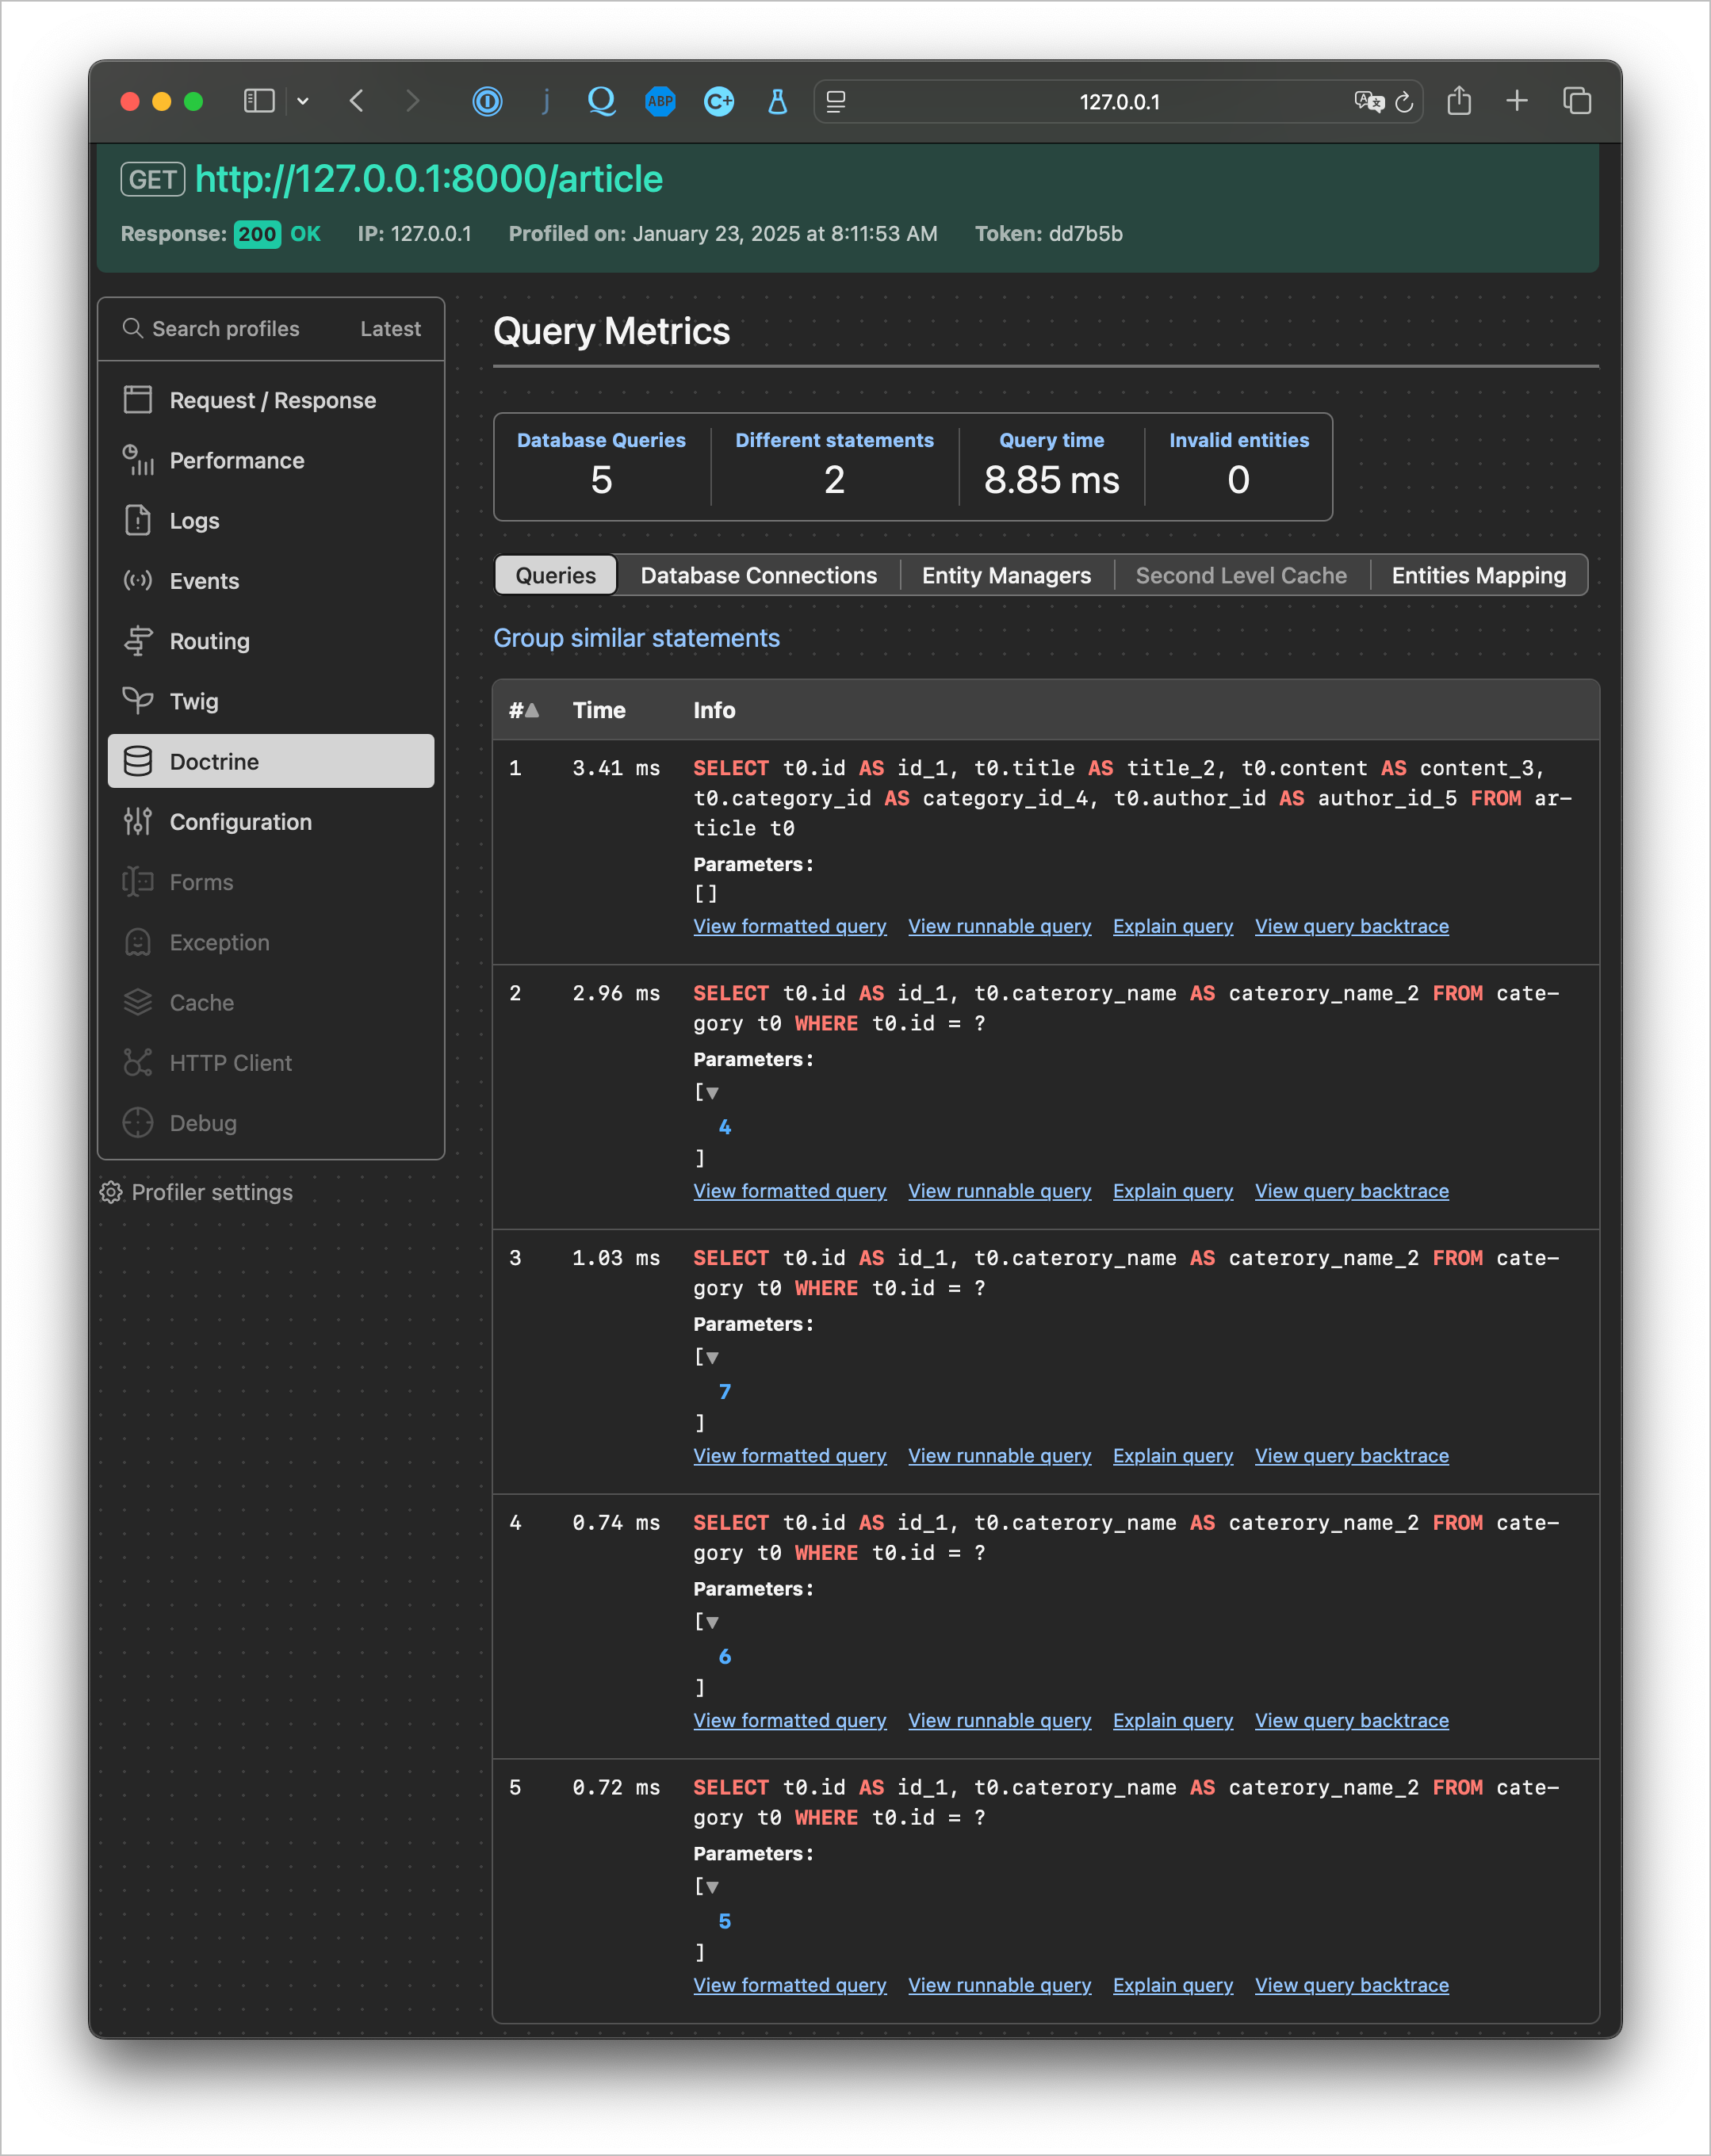 ABP
C+
127.0.0.1
GET http://127.0.0.1:8000/article
Response: 200 OK IP: 127.0.0.1 Profiled on: January 23, 2025 at 8:11:53 AM Token: dd7b5b
Search profiles Latest
Request / Response
Performance
Logs
Events
Routing
Twig
Doctrine
Configuration
Forms
Exception
Cache
HTTP Client
Debug
Profiler settings
Query Metrics
Database Queries Different statements Query time Invalid entities
5 2 8.85 ms 0
Queries Database Connections Entity Managers Second Level Cache Entities Mapping
Group similar statements
# Time Info
1 3.41 ms SELECT t0.id AS id_1, t0.title AS title_2, t0.content AS content_3,
t0.category_id AS category_id_4, t0.author_id AS author_id_5 FROM ar-
ticle t0
Parameters:
[]
View formatted query View runnable query Explain query View query backtrace
2 2.96 ms SELECT t0.id AS id_1, t0.caterory_name AS caterory_name_2 FROM cate-
gory t0 WHERE t0.id = ?
Parameters:
[▼
4
]
View formatted query View runnable query Explain query View query backtrace
3 1.03 ms SELECT t0.id AS id_1, t0.caterory_name AS caterory_name_2 FROM cate-
gory t0 WHERE t0.id = ?
Parameters:
[▼
7
]
View formatted query View runnable query Explain query View query backtrace
4 0.74 ms SELECT t0.id AS id_1, t0.caterory_name AS caterory_name_2 FROM cate-
gory t0 WHERE t0.id = ?
Parameters:
[▼
6
]
View formatted query View runnable query Explain query View query backtrace
5 0.72 ms SELECT t0.id AS id_1, t0.caterory_name AS caterory_name_2 FROM cate-
gory t0 WHERE t0.id = ?
Parameters:
[▼
5
]
View formatted query View runnable query Explain query View query backtrace